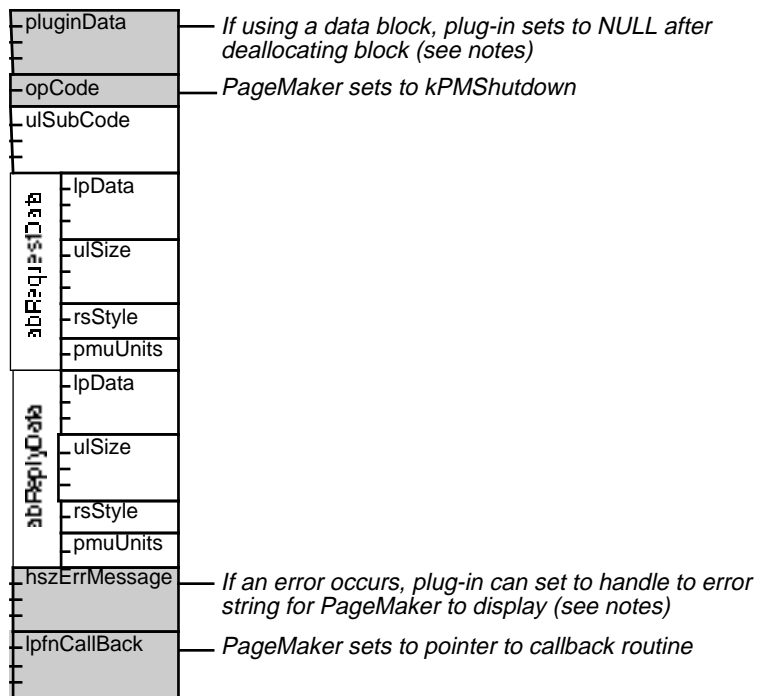 pluginData
If using a data block, plug-in sets to NULL after
deallocating block (see notes)
opCode
PageMaker sets to kPMShutdown
ulSubCode
abRequestData
lpData
ulSize
rsStyle
pmuUnits
abReplyData
lpData
ulSize
rsStyle
pmuUnits
hszErrMessage
If an error occurs, plug-in can set to handle to error
string for PageMaker to display (see notes)
lpfnCallBack
PageMaker sets to pointer to callback routine